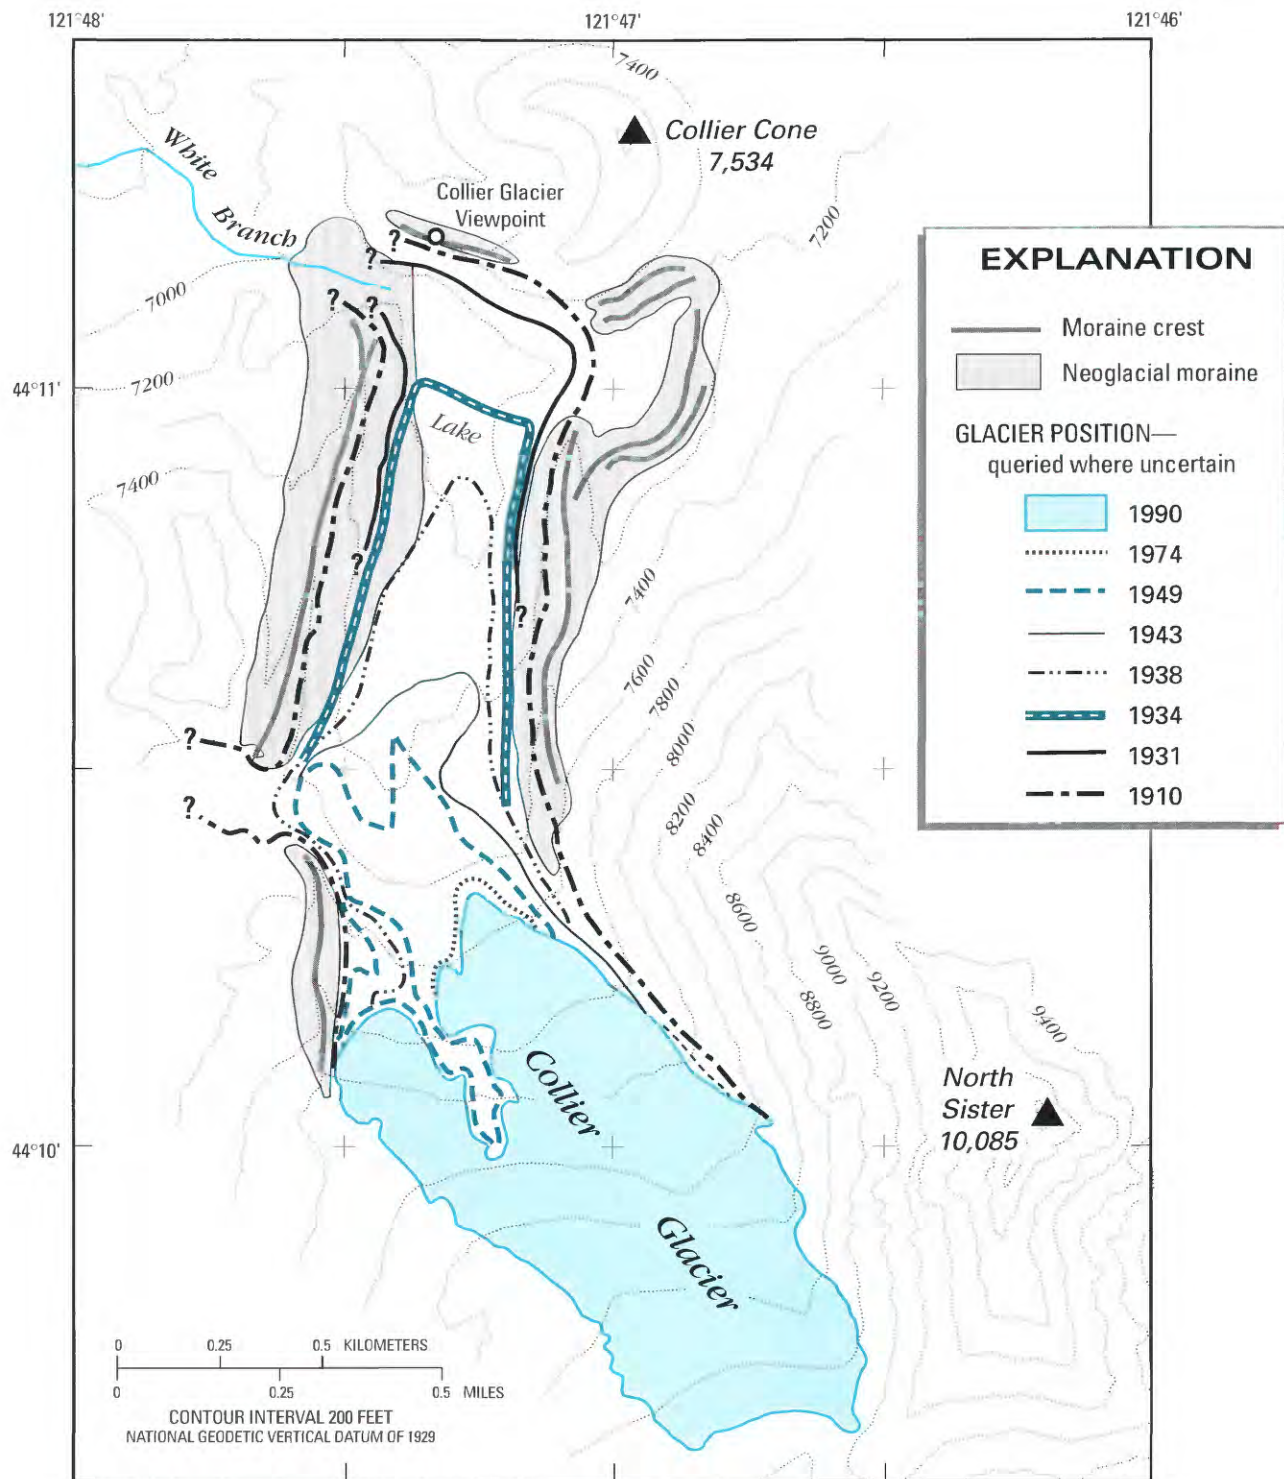 121°48'
121°47'
121°46'
7400
Collier Cone
7,534
White
Branch
Collier Glacier
Viewpoint
7200
?
?
?
?
7000
44°11'
7200
Lake
7400
?
?
7400
7600
7800
8000
8200
8400
?
?
8600
9000
8800
9200
9400
North
Sister
10,085
Collier
Glacier
44°10'
EXPLANATION
Moraine crest
Neoglacial moraine
GLACIER POSITION—
queried where uncertain
1990
1974
1949
1943
1938
1934
1931
1910
0 0.25 0.5 KILOMETERS
0 0.25 0.5 MILES
CONTOUR INTERVAL 200 FEET
NATIONAL GEODETIC VERTICAL DATUM OF 1929